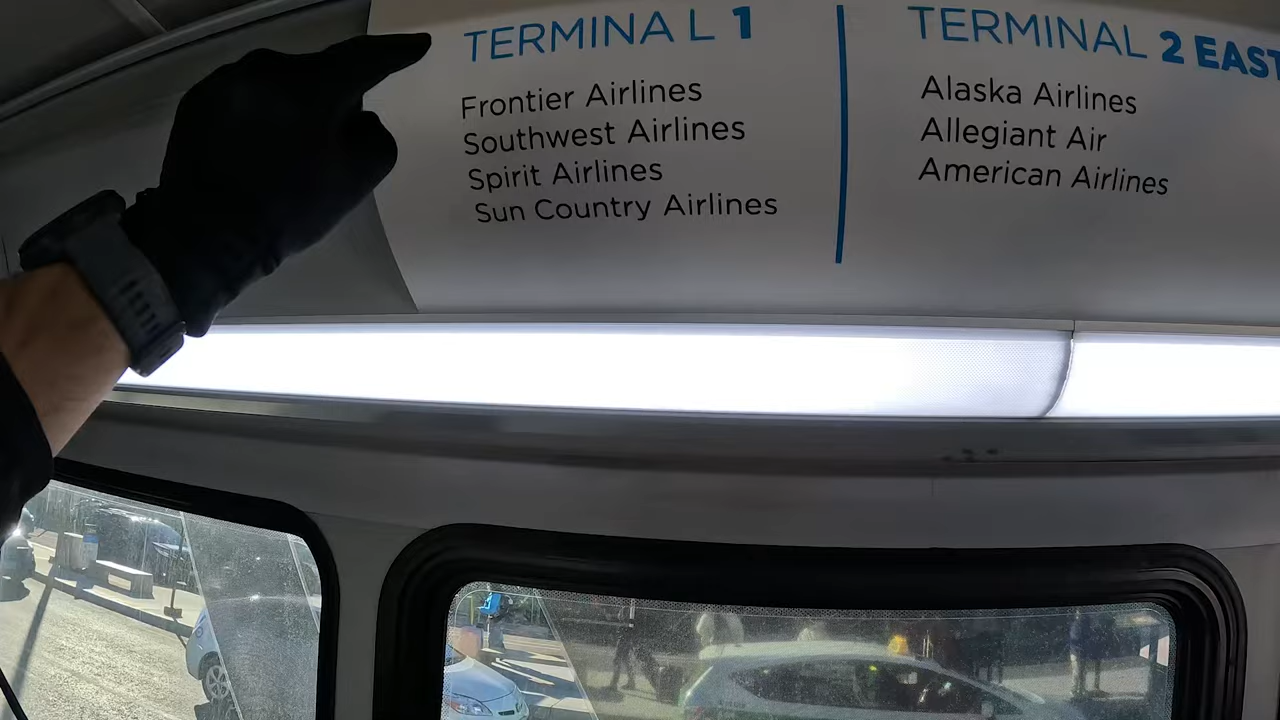 TERMINAL 1
Frontier Airlines
Southwest Airlines
Spirit Airlines
Sun Country Airlines
TERMINAL 2 EAST
Alaska Airlines
Allegiant Air
American Airlines